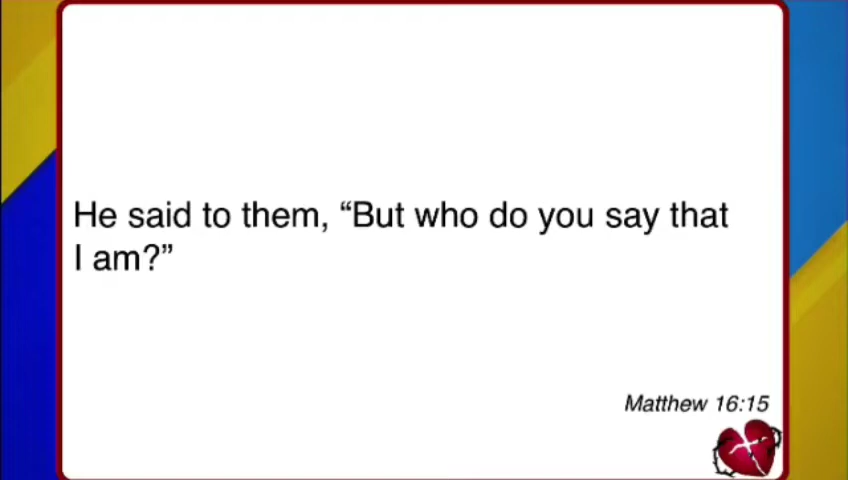 He said to them, “But who do you say that
I am?”
Matthew 16:15